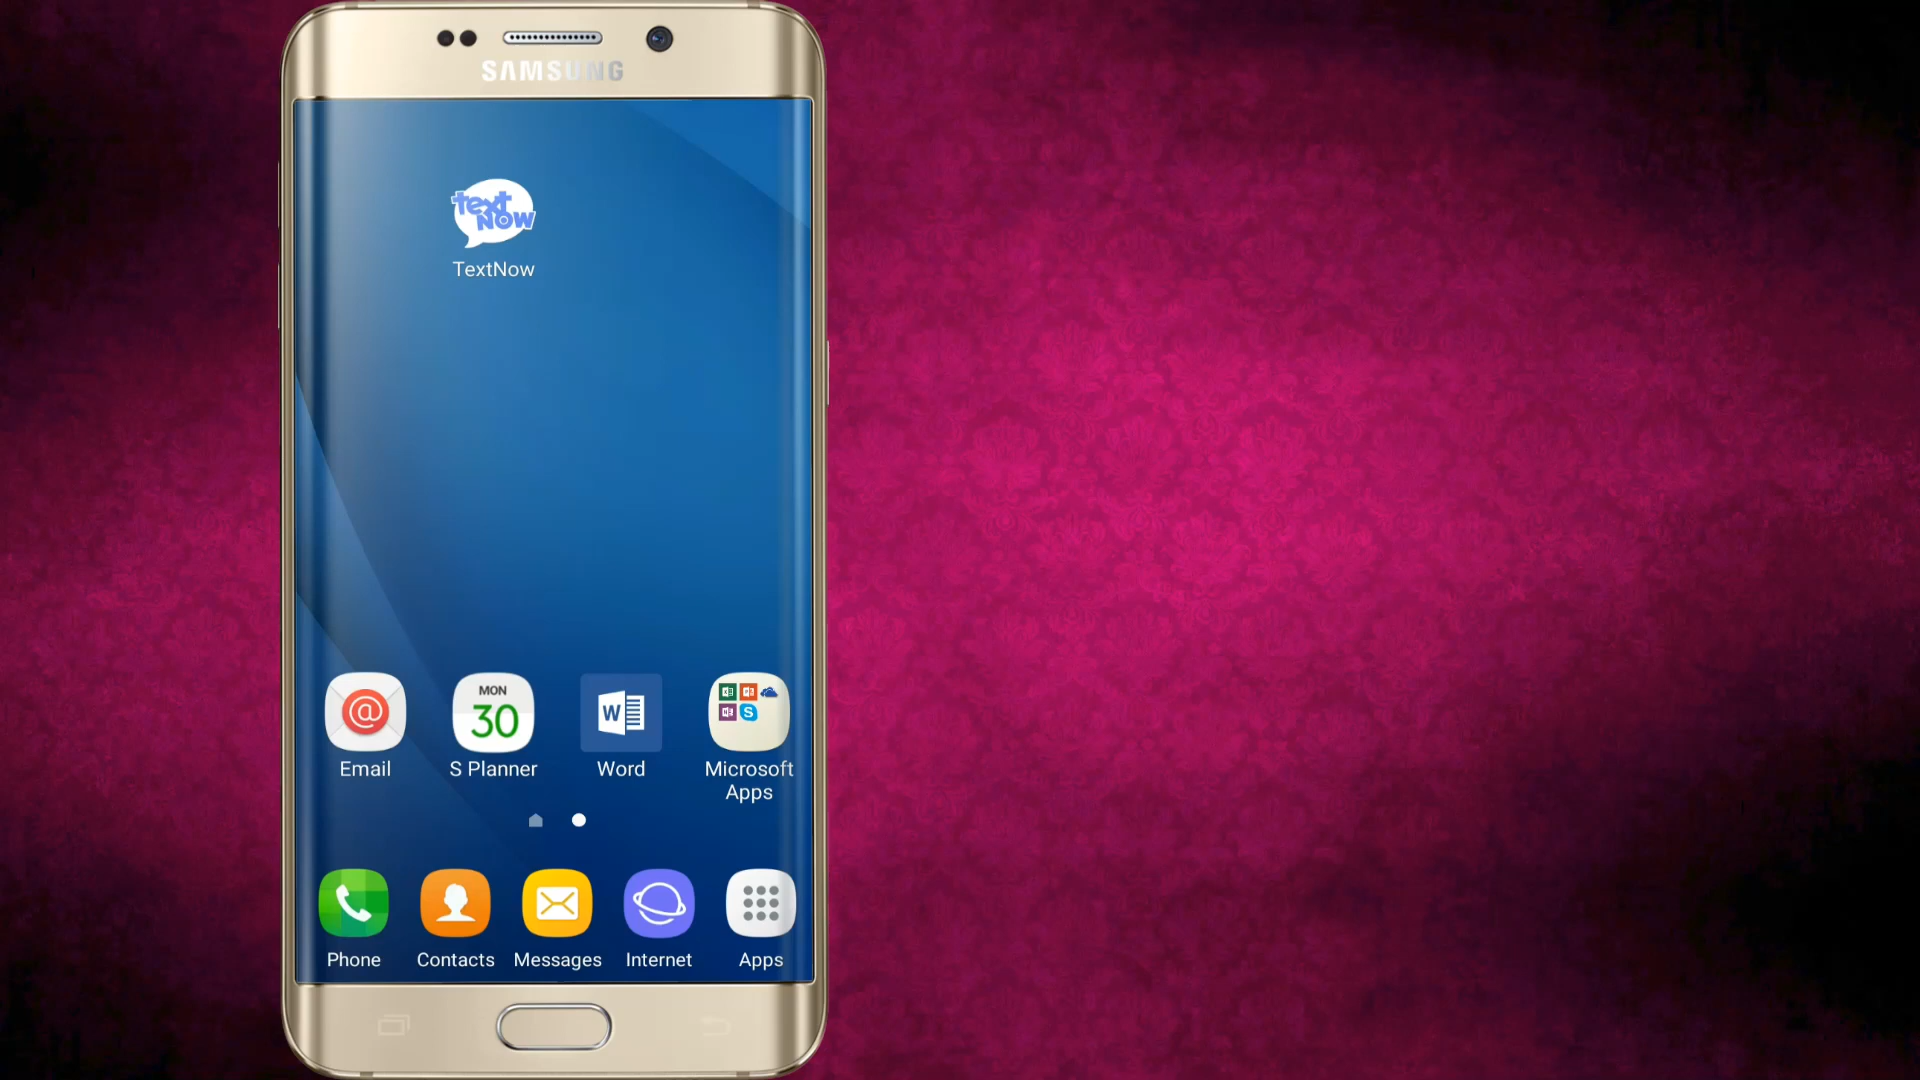 SAMSUNG
text
NOW
TextNow
MON
30
W
Email
S Planner
Word
Microsoft
Apps
Phone
Contacts
Messages
Internet
Apps